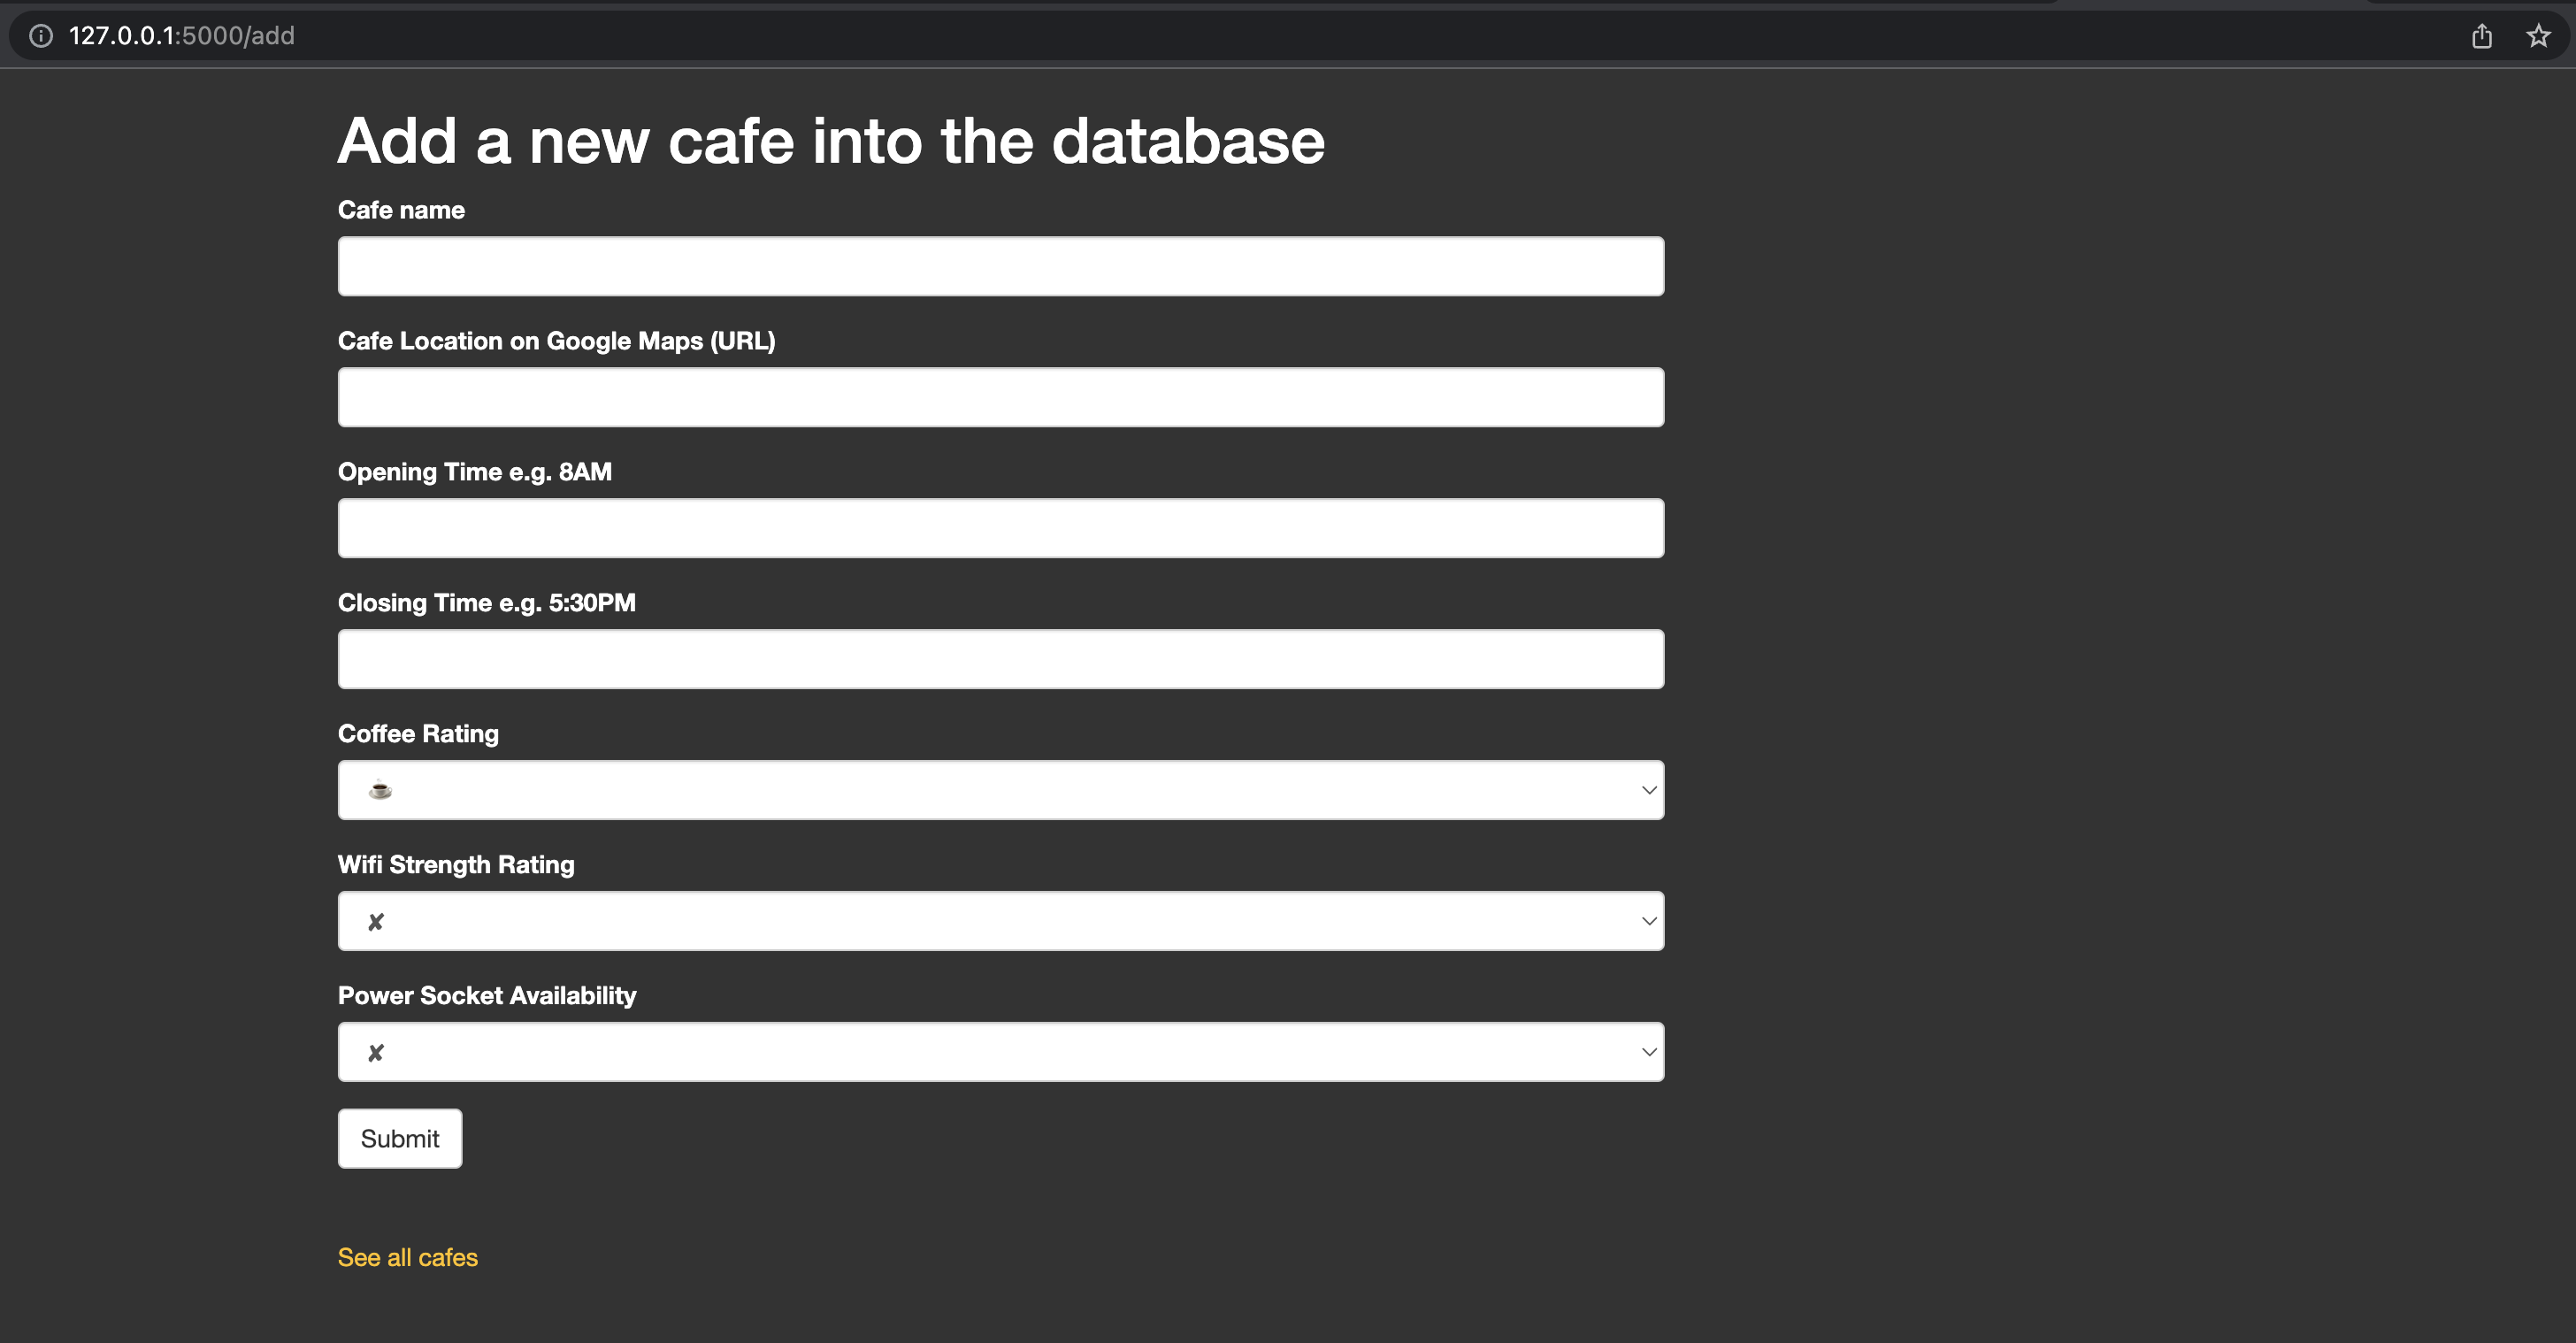 127.0.0.1:5000/add
Add a new cafe into the database
Cafe name
Cafe Location on Google Maps (URL)
Opening Time e.g. 8AM
Closing Time e.g. 5:30PM
Coffee Rating
☕
Wifi Strength Rating
✘
Power Socket Availability
✘
Submit
See all cafes